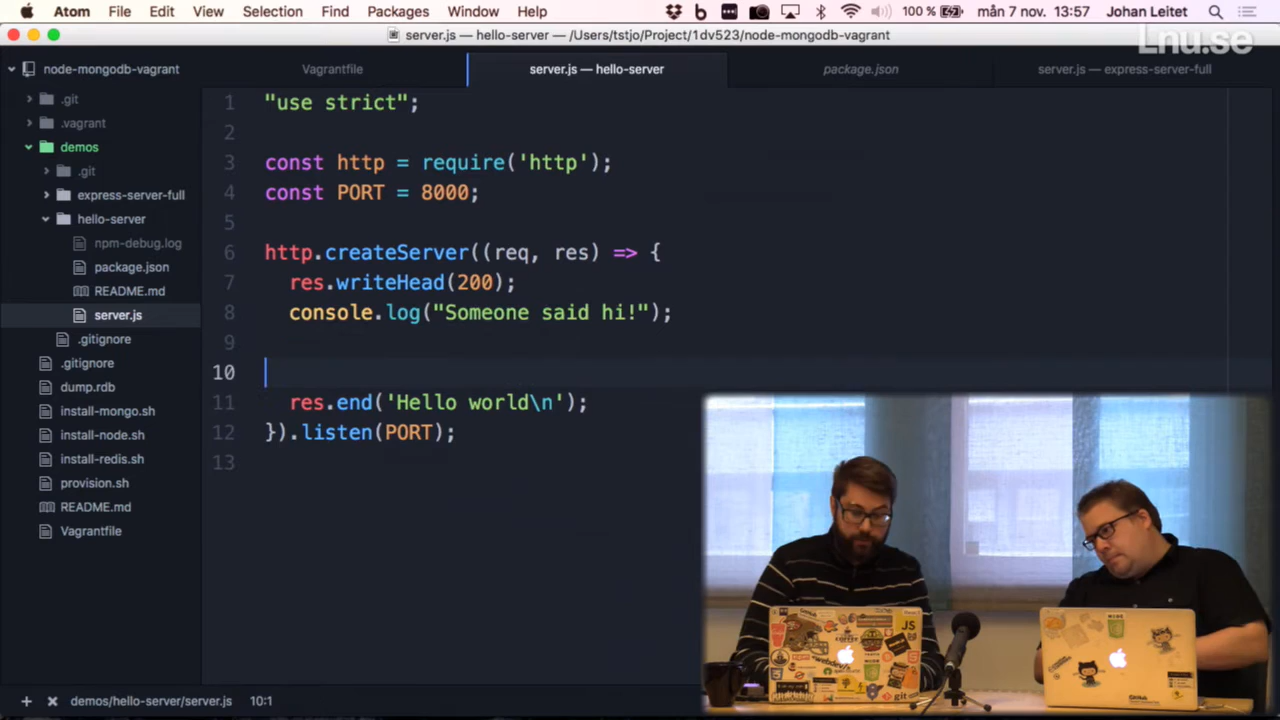 Atom File Edit View Selection Find Packages Window Help 100 % mån 7 nov. 13:57 Johan Leitet
server.js — hello-server — /Users/tstjo/Project/1dv523/node-mongodb-vagrant
Lnu.se
node-mongodb-vagrant
Vagrantfile
server.js — hello-server
package.json
server.js — express-server-full
.git
.vagrant
demos
.git
express-server-full
hello-server
npm-debug.log
package.json
README.md
server.js
.gitignore
.gitignore
dump.rdb
install-mongo.sh
install-node.sh
install-redis.sh
provision.sh
README.md
Vagrantfile
1 "use strict";
2
3 const http = require('http');
4 const PORT = 8000;
5
6 http.createServer((req, res) => {
7 res.writeHead(200);
8 console.log("Someone said hi!");
9
10
11 res.end('Hello world\n');
12 }).listen(PORT);
13
JS
git
demos/hello-server/server.js 10:1